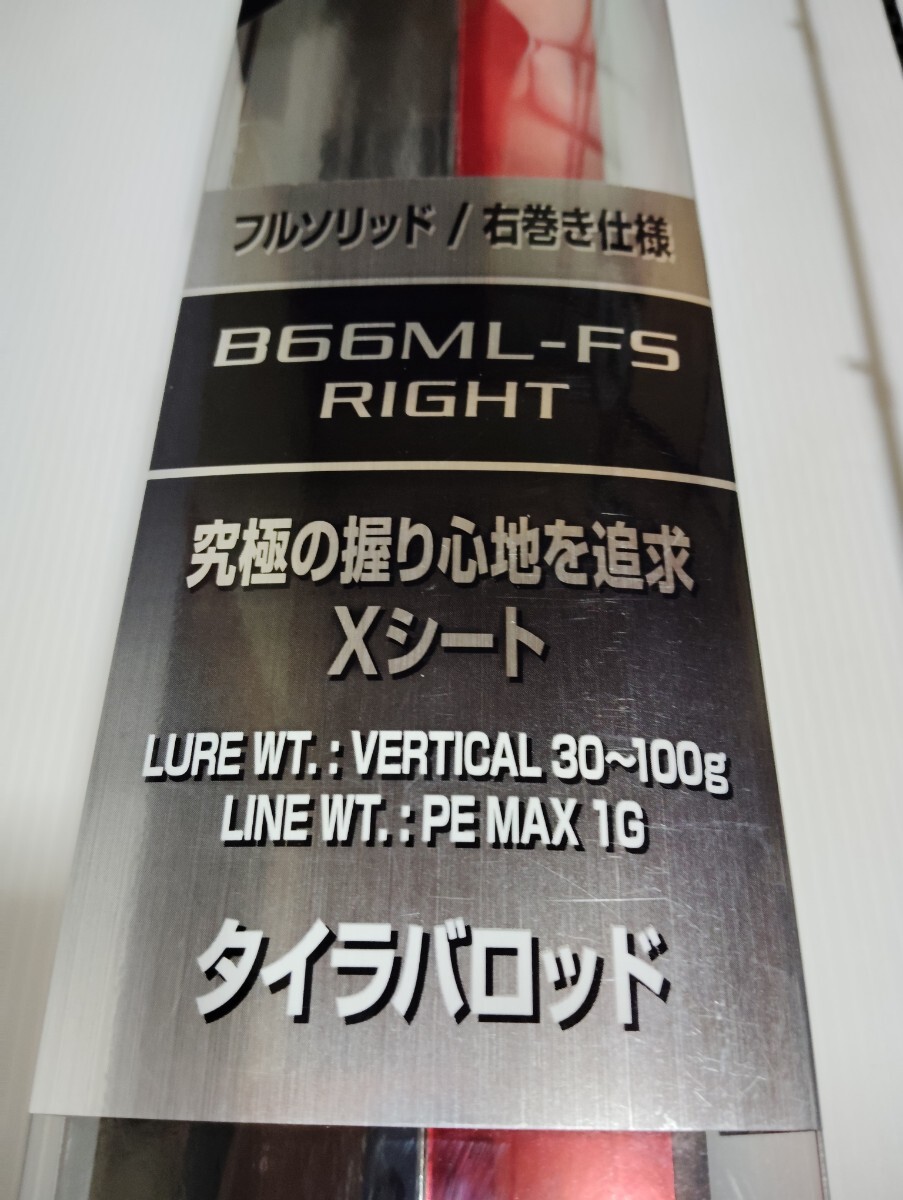 フルソリッド / 右巻き仕様
B66ML-FS
RIGHT
究極の握り心地を追求
Xシート
LURE WT. : VERTICAL 30~100g
LINE WT. : PE MAX 1G
タイラバロッド